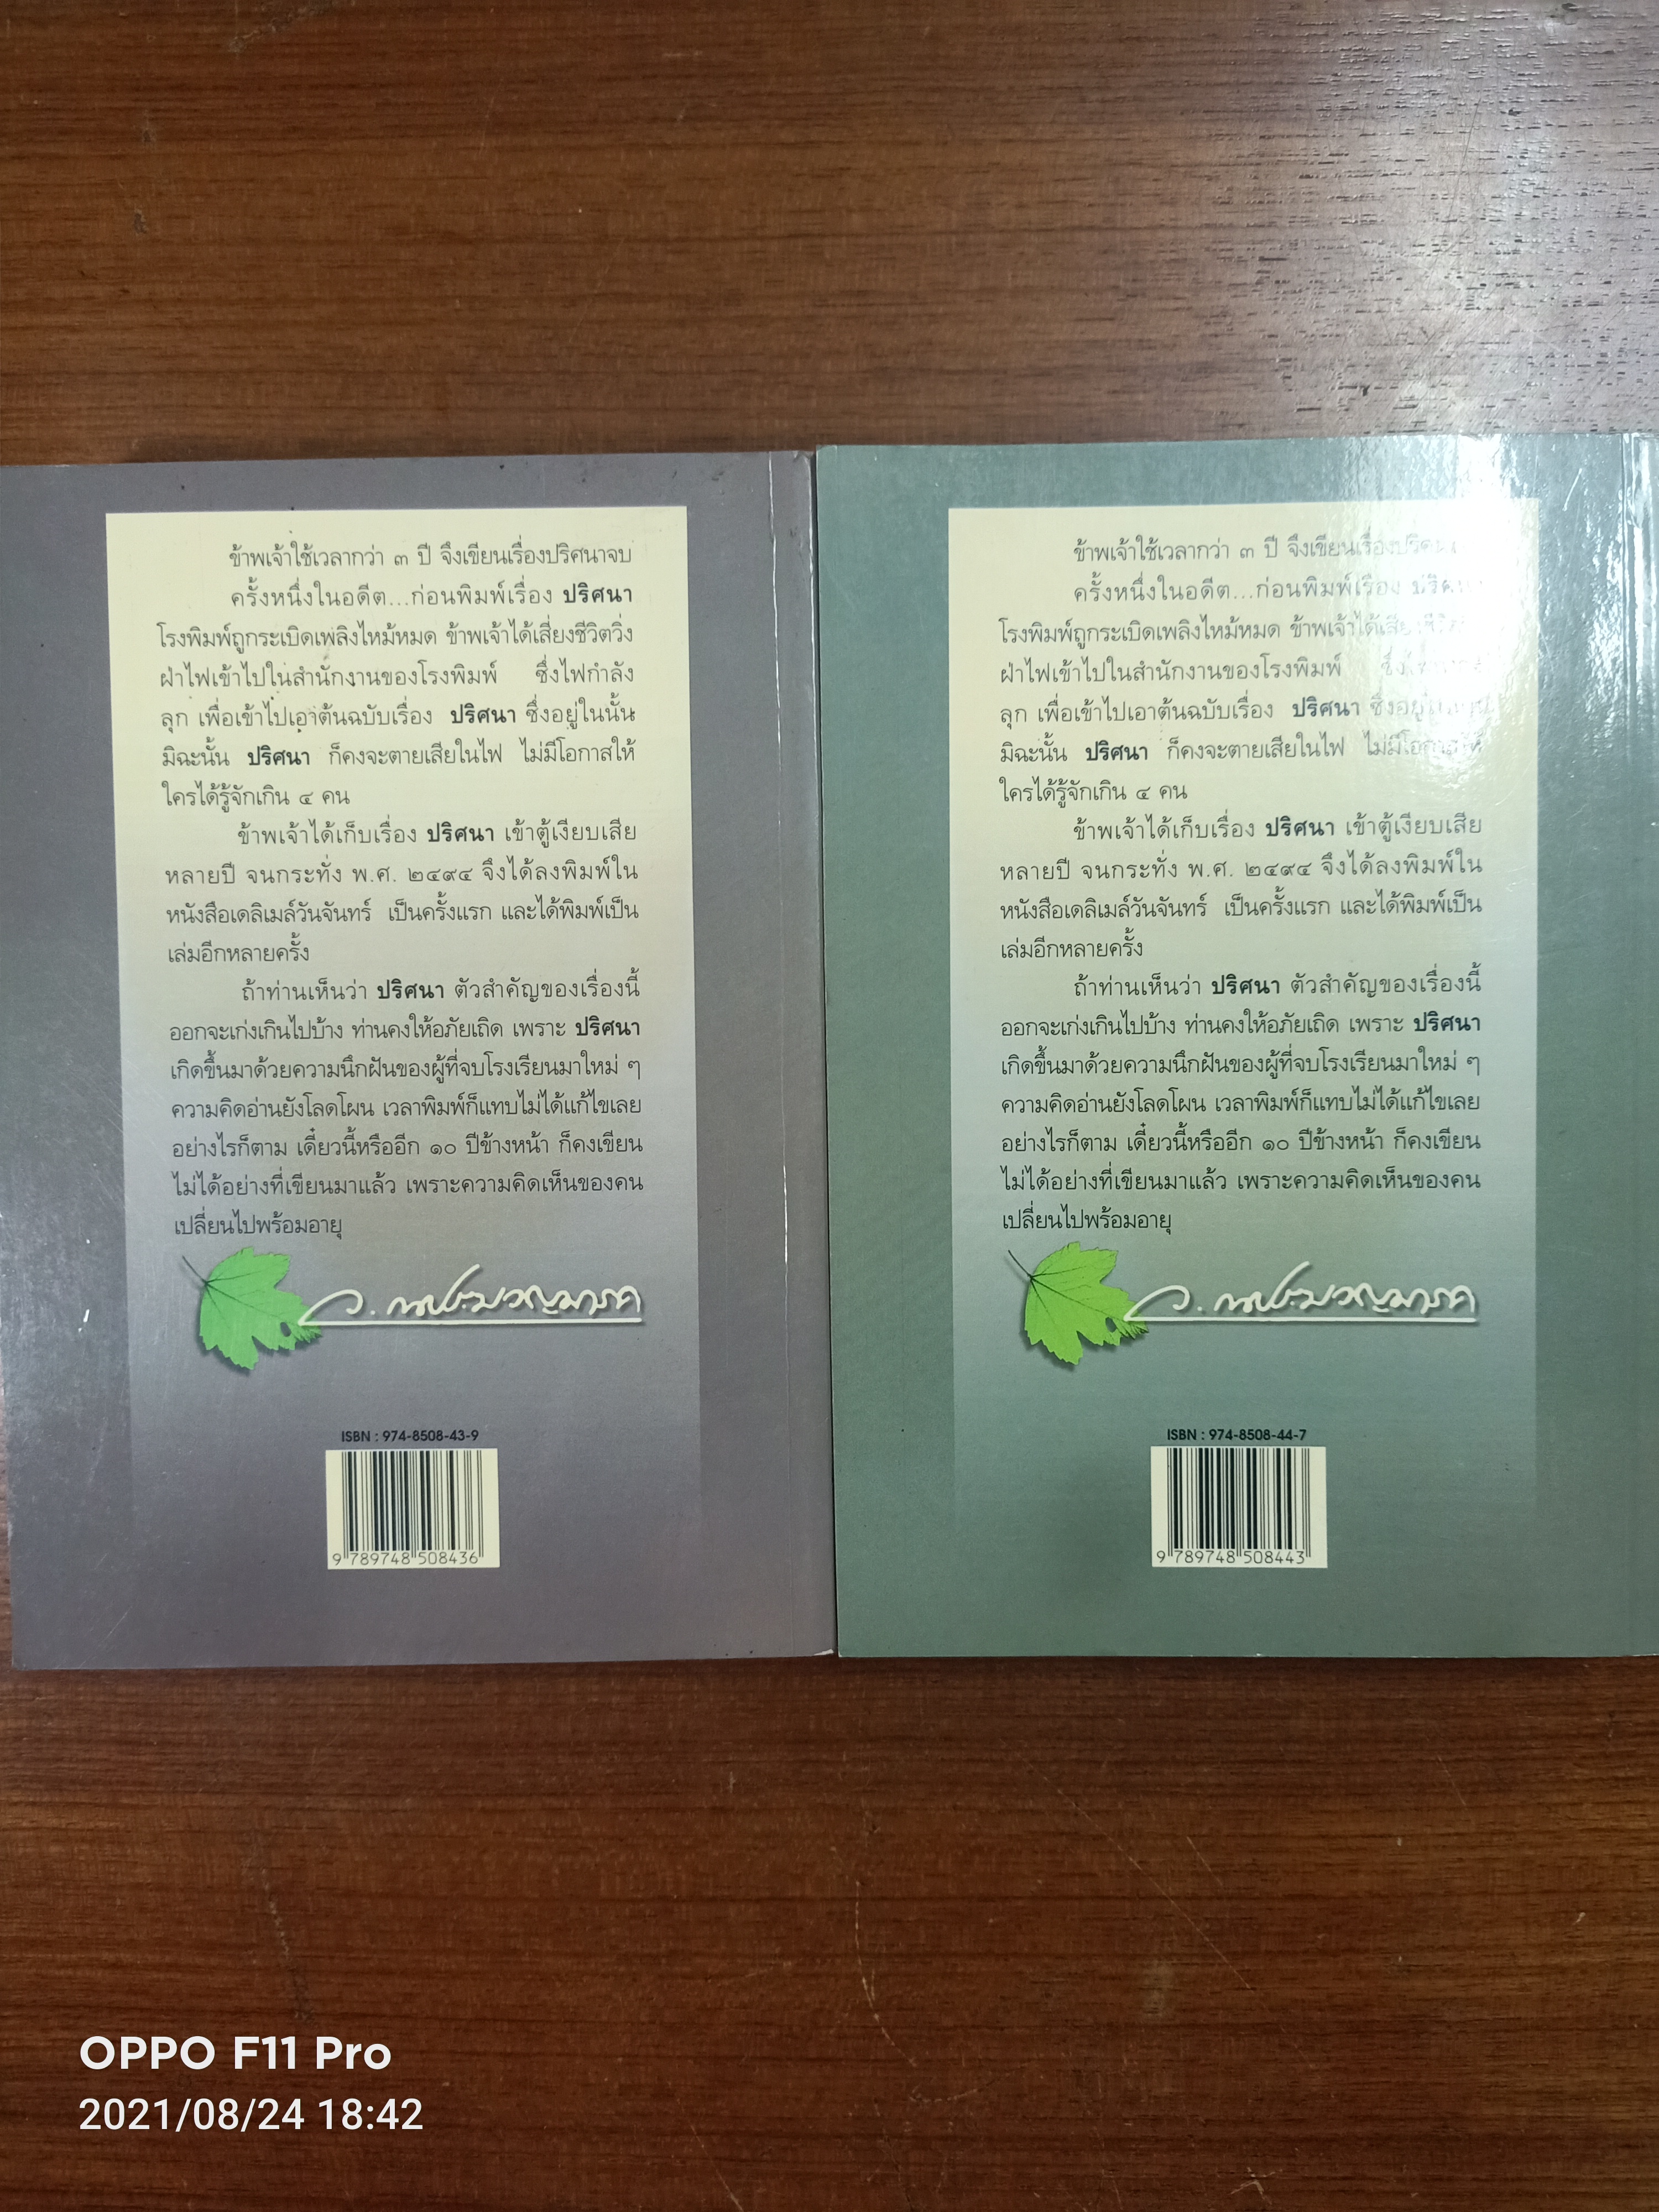 ข้าพเจ้าใช้เวลากว่า ๓ ปี จึงเขียนเรื่องปริศนาจบ
ครั้งหนึ่งในอดีต...ก่อนพิมพ์เรื่อง ปริศนา
โรงพิมพ์ถูกระเบิดเพลิงไหม้หมด ข้าพเจ้าได้เสี่ยงชีวิตวิ่ง
ฝ่าไฟเข้าไปในสำนักงานของโรงพิมพ์ ซึ่งไฟกำลัง
ลุก เพื่อเข้าไปเอาต้นฉบับเรื่อง ปริศนา ซึ่งอยู่ในนั้น
มิฉะนั้น ปริศนา ก็คงจะตายเสียในไฟ ไม่มีโอกาสให้
ใครได้รู้จักเกิน ๔ คน
ข้าพเจ้าได้เก็บเรื่อง ปริศนา เข้าตู้เงียบเสีย
หลายปี จนกระทั่ง พ.ศ. ๒๔๙๔ จึงได้ลงพิมพ์ใน
หนังสือเดลิเมล์วันจันทร์ เป็นครั้งแรก และได้พิมพ์เป็น
เล่มอีกหลายครั้ง
ถ้าท่านเห็นว่า ปริศนา ตัวสำคัญของเรื่องนี้
ออกจะเก่งเกินไปบ้าง ท่านคงให้อภัยเถิด เพราะ ปริศนา
เกิดขึ้นมาด้วยความนึกฝันของผู้ที่จบโรงเรียนมาใหม่ ๆ
ความคิดอ่านยังโลดโผน เวลาพิมพ์ก็แทบไม่ได้แก้ไขเลย
อย่างไรก็ตาม เดี๋ยวนี้หรืออีก ๑๐ ปีข้างหน้า ก็คงเขียน
ไม่ได้อย่างที่เขียนมาแล้ว เพราะความคิดเห็นของคน
เปลี่ยนไปพร้อมอายุ
ว. ณประมวญมารค
ISBN : 974-8508-43-9
9 789748 508436
ข้าพเจ้าใช้เวลากว่า ๓ ปี จึงเขียนเรื่อง
ครั้งหนึ่งในอดีต...ก่อนพิมพ์เรื่อง ปริศนา
โรงพิมพ์ถูกระเบิดเพลิงไหม้หมด ข้าพเจ้าได้
ฝ่าไฟเข้าไปในสำนักงานของโรงพิมพ์
ลุก เพื่อเข้าไปเอาต้นฉบับเรื่อง ปริศนา ซึ่งอยู่
มิฉะนั้น ปริศนา ก็คงจะตายเสียในไฟ ไม่มีโอกาสให้
ใครได้รู้จักเกิน ๔ คน
ข้าพเจ้าได้เก็บเรื่อง ปริศนา เข้าตู้เงียบเสีย
หลายปี จนกระทั่ง พ.ศ. ๒๔๙๔ จึงได้ลงพิมพ์ใน
หนังสือเดลิเมล์วันจันทร์ เป็นครั้งแรก และได้พิมพ์เป็น
เล่มอีกหลายครั้ง
ถ้าท่านเห็นว่า ปริศนา ตัวสำคัญของเรื่องนี้
ออกจะเก่งเกินไปบ้าง ท่านคงให้อภัยเถิด เพราะ ปริศนา
เกิดขึ้นมาด้วยความนึกฝันของผู้ที่จบโรงเรียนมาใหม่ ๆ
ความคิดอ่านยังโลดโผน เวลาพิมพ์ก็แทบไม่ได้แก้ไขเลย
อย่างไรก็ตาม เดี๋ยวนี้หรืออีก ๑๐ ปีข้างหน้า ก็คงเขียน
ไม่ได้อย่างที่เขียนมาแล้ว เพราะความคิดเห็นของคน
เปลี่ยนไปพร้อมอายุ
ว. ณประมวญมารค
ISBN : 974-8508-44-7
9 789748 508443
OPPO F11 Pro
2021/08/24 18:42